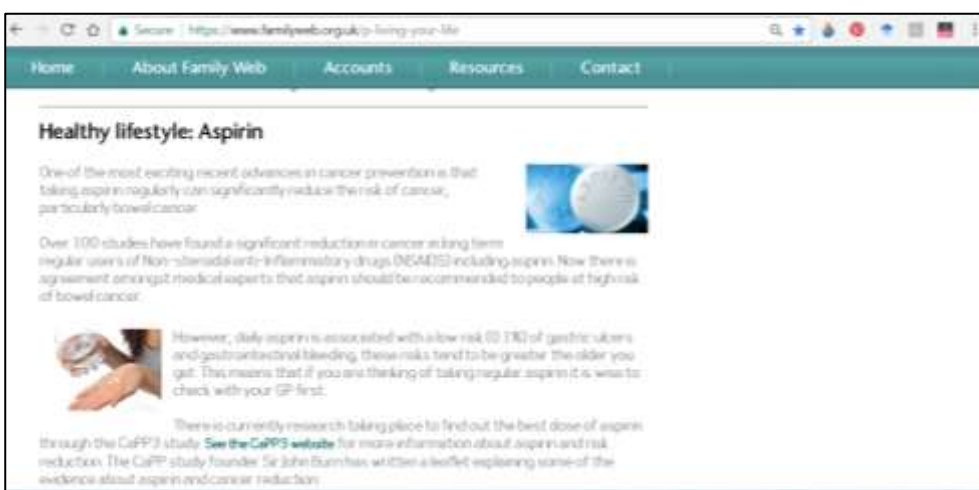 Secure | https://www.familyweb.org.uk/p-living-your-life
Home About Family Web Accounts Resources Contact
Healthy lifestyle: Aspirin
One of the most exciting recent advances in cancer prevention is that
taking aspirin regularly can significantly reduce the risk of cancer,
particularly bowel cancer.
Over 100 studies have found a significant reduction in cancer in long term
regular users of Non-steroidal anti-Inflammatory drugs (NSAIDS) including aspirin. Now there is
agreement amongst medical experts that aspirin should be recommended to people at high risk
of bowel cancer.
However, daily aspirin is associated with a low risk of gastric ulcers
and gastrointestinal bleeding, these risks tend to be greater the older you
get. This means that if you are thinking of taking regular aspirin it is wise to
check with your GP first.
There is currently research taking place to find out the best dose of aspirin
through the CaPP3 study. See the CaPP3 website for more information about aspirin and risk
reduction. The CaPP study founder Sir John Burn has written a leaflet explaining some of the
evidence about aspirin and cancer reduction.